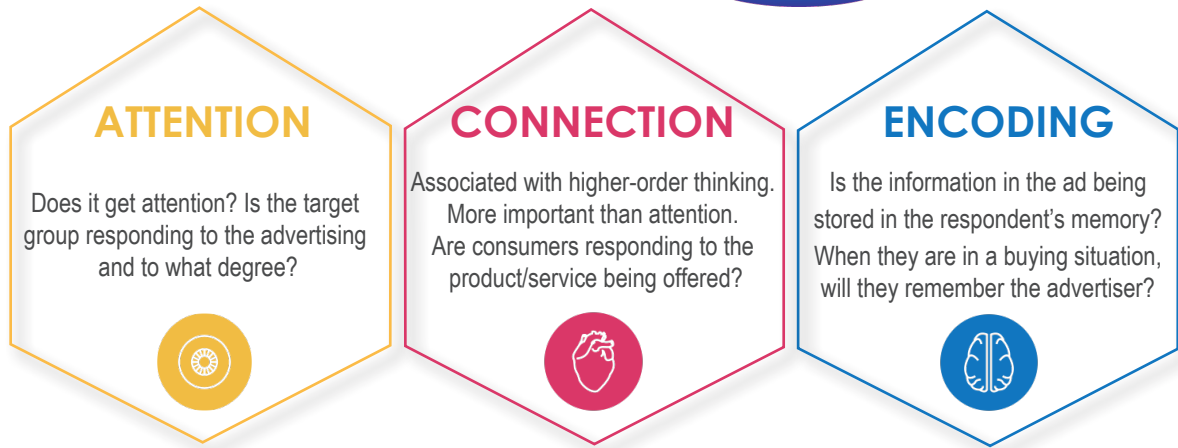 ATTENTION
Does it get attention? Is the target
group responding to the advertising
and to what degree?
CONNECTION
Associated with higher-order thinking.
More important than attention.
Are consumers responding to the
product/service being offered?
ENCODING
Is the information in the ad being
stored in the respondent’s memory?
When they are in a buying situation,
will they remember the advertiser?